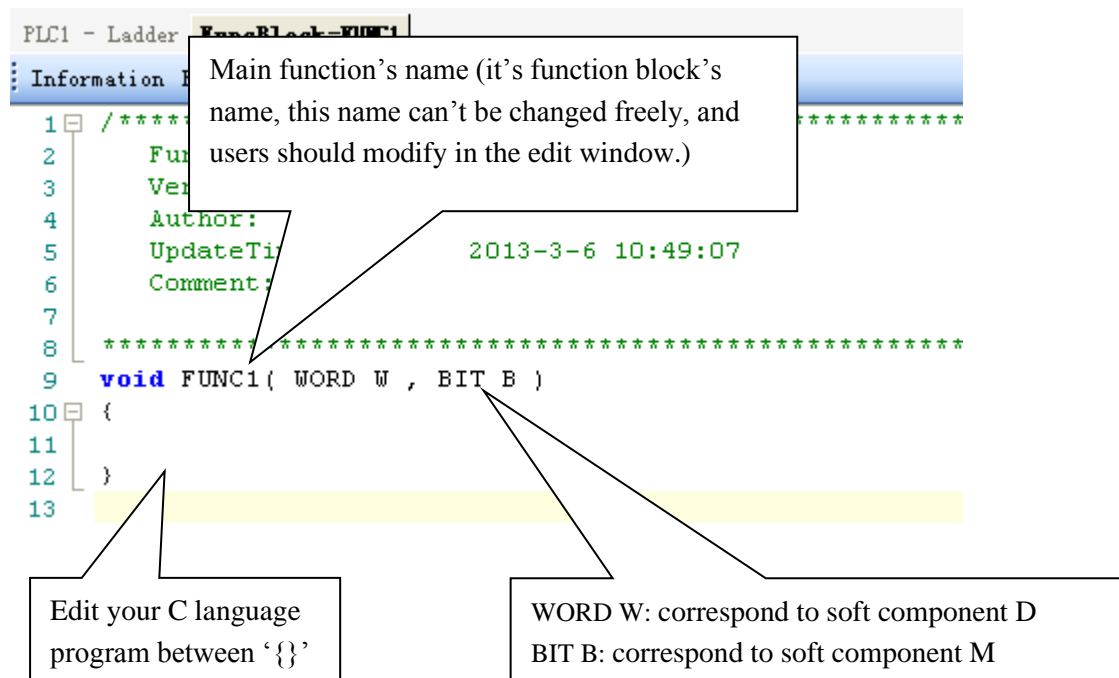 PLC1 - Ladder FuncBlock-FUNC1
Information
Main function’s name (it’s function block’s
name, this name can’t be changed freely, and
users should modify in the edit window.)
1 /***** ***********
2 Fun
3 Ver
4 Author:
5 UpdateTi 2013-3-6 10:49:07
6 Comment:
7
8 ******************************************************
9 void FUNC1( WORD W , BIT B )
10 {
11
12 }
13
Edit your C language
program between ‘{}’
WORD W: correspond to soft component D
BIT B: correspond to soft component M